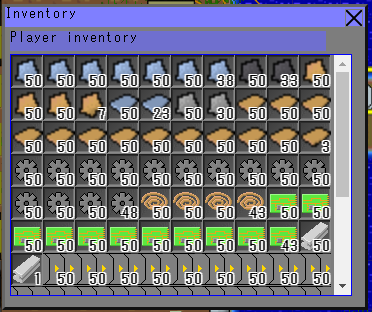 Inventory
Player inventory
50 50 50 50 50 50 38 50 33 50
50 50 7 50 23 50 30 50 50 50
50 50 50 50 50 50 50 50 50 3
50 50 50 50 50 50 50 50 50 50
50 50 50 48 50 50 50 43 50 50
50 50 50 50 50 50 50 50 43 50
1 50 50 50 50 50 50 50 50 50